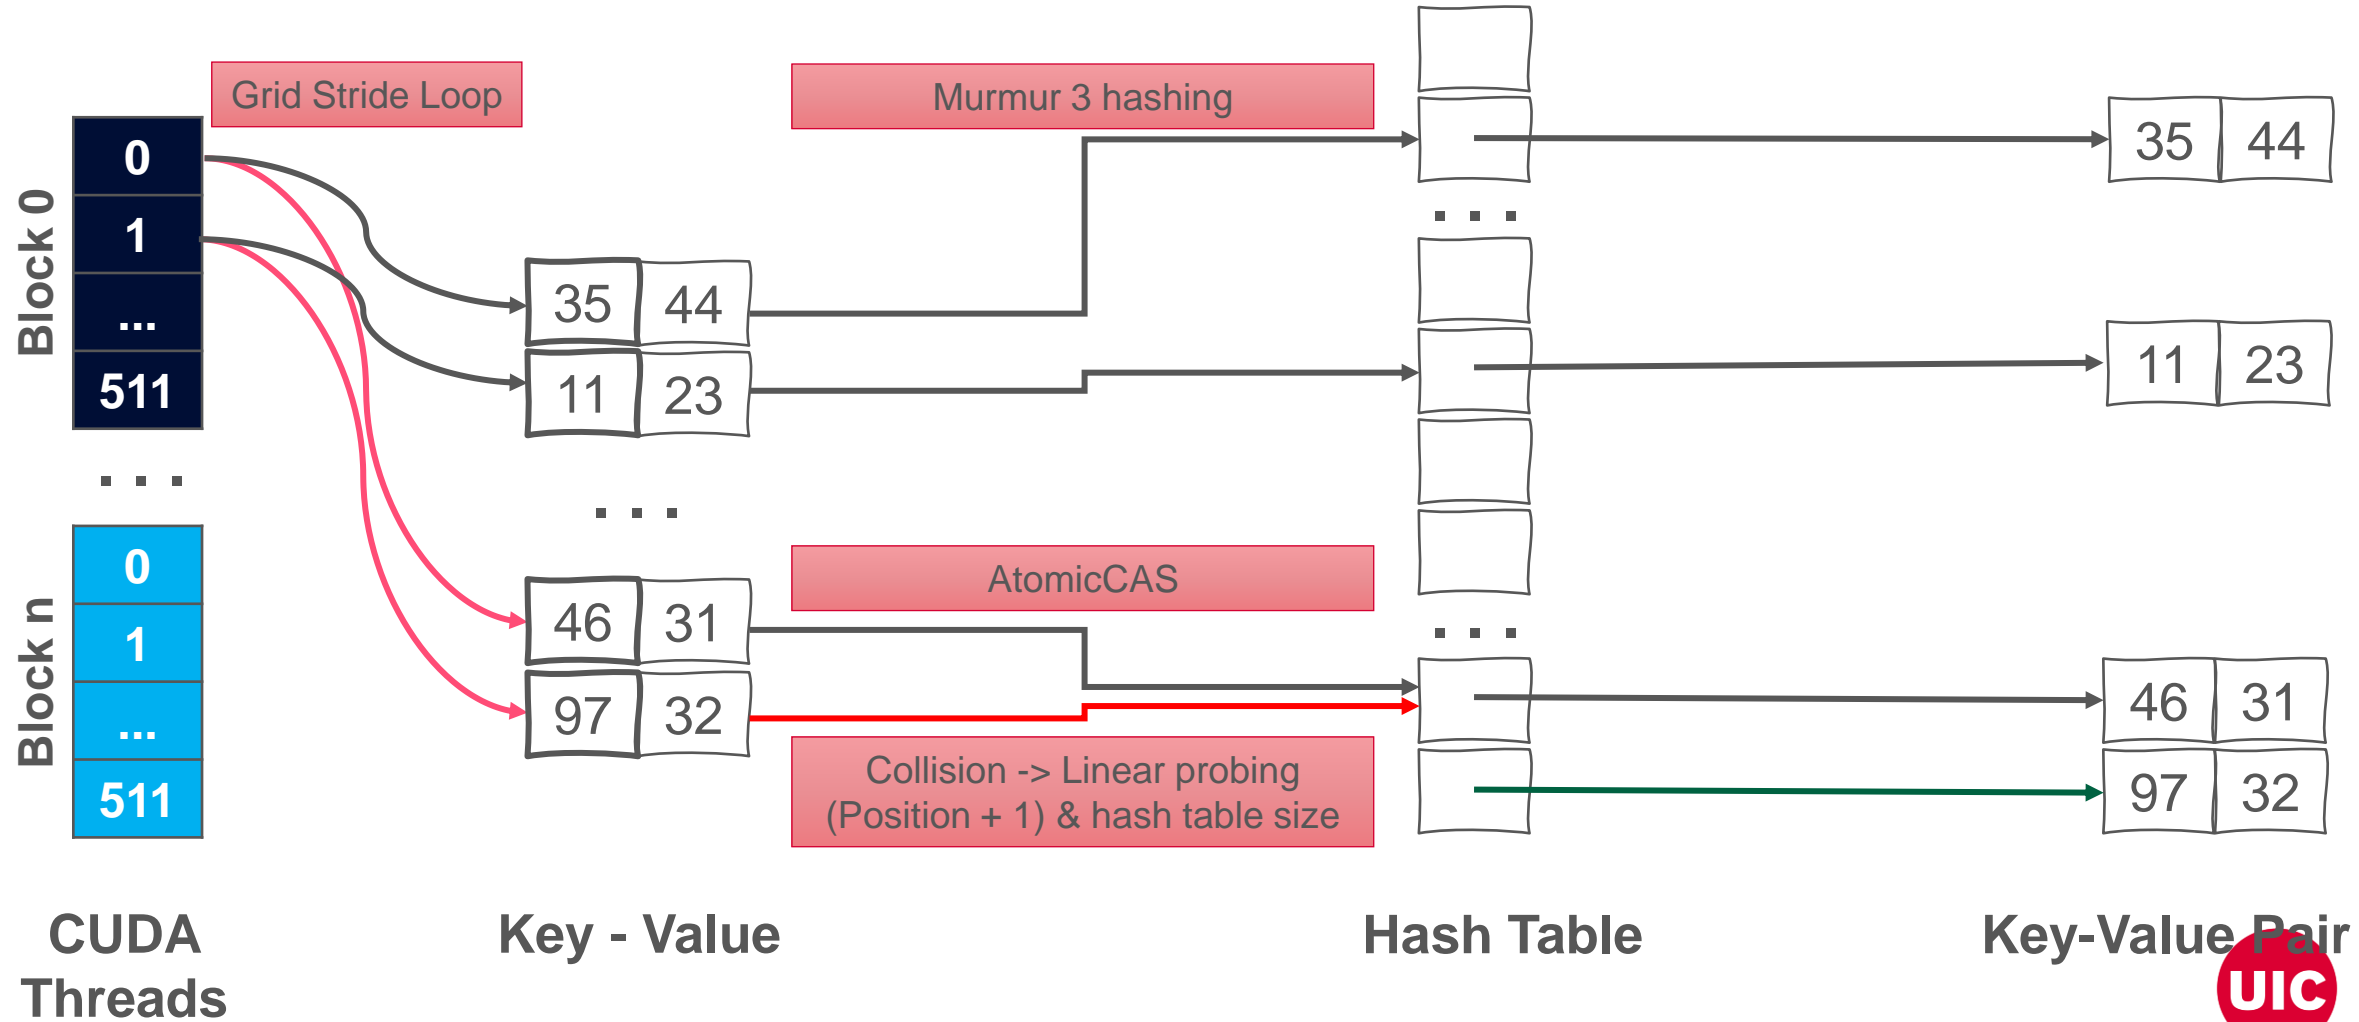 Grid Stride Loop
Murmur 3 hashing
Block 0
0
1
...
511
. . .
Block n
0
1
...
511
35 44
11 23
. . .
46 31
97 32
AtomicCAS
Collision -> Linear probing
(Position + 1) & hash table size
. . .
. . .
35 44
11 23
46 31
97 32
CUDA
Threads
Key - Value
Hash Table
Key-Value Pair
UIC